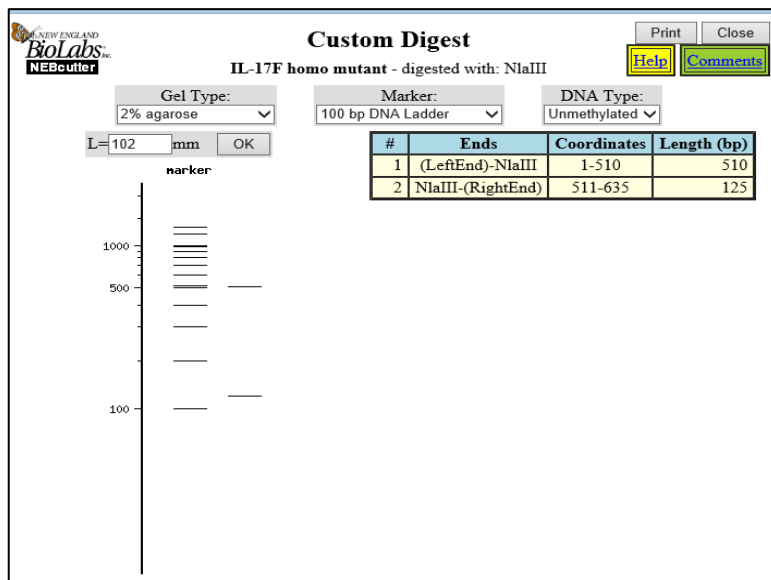 NEW ENGLAND
BioLabs Inc.
NEBcutter
Custom Digest
IL-17F homo mutant - digested with: NlaIII
Print Close
Help Comments
Gel Type: Marker: DNA Type:
2% agarose 100 bp DNA Ladder Unmethylated
L= 102 mm OK
marker
# Ends Coordinates Length (bp)
1 (LeftEnd)-NlaIII 1-510 510
2 NlaIII-(RightEnd) 511-635 125
1000
500
100